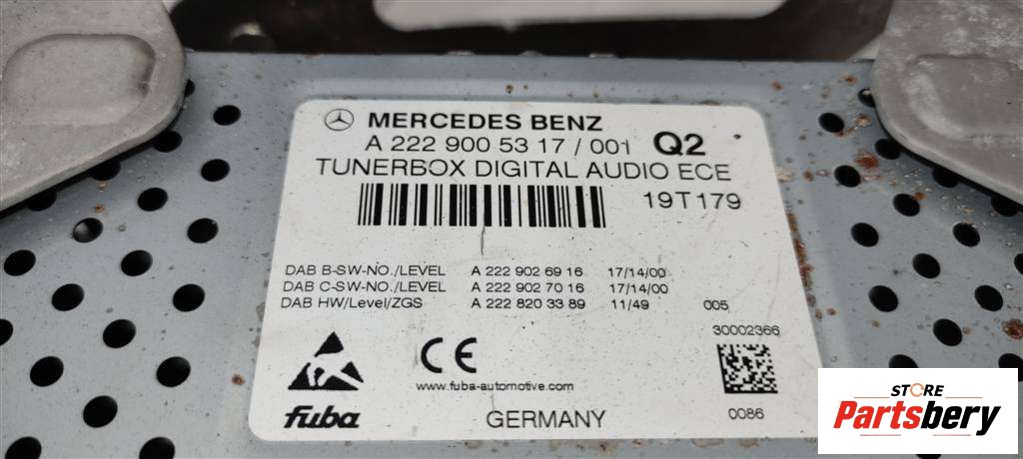 MERCEDES BENZ
A 222 900 53 17 / 001 Q2
TUNERBOX DIGITAL AUDIO ECE
19T179
DAB B-SW-NO./LEVEL A 222 902 69 16 17/14/00
DAB C-SW-NO./LEVEL A 222 902 70 16 17/14/00
DAB HW/Level/ZGS A 222 820 33 89 11/49 005
30002366
CE
www.fuba-automotive.com
fuba GERMANY 0086
STORE
Partsbery